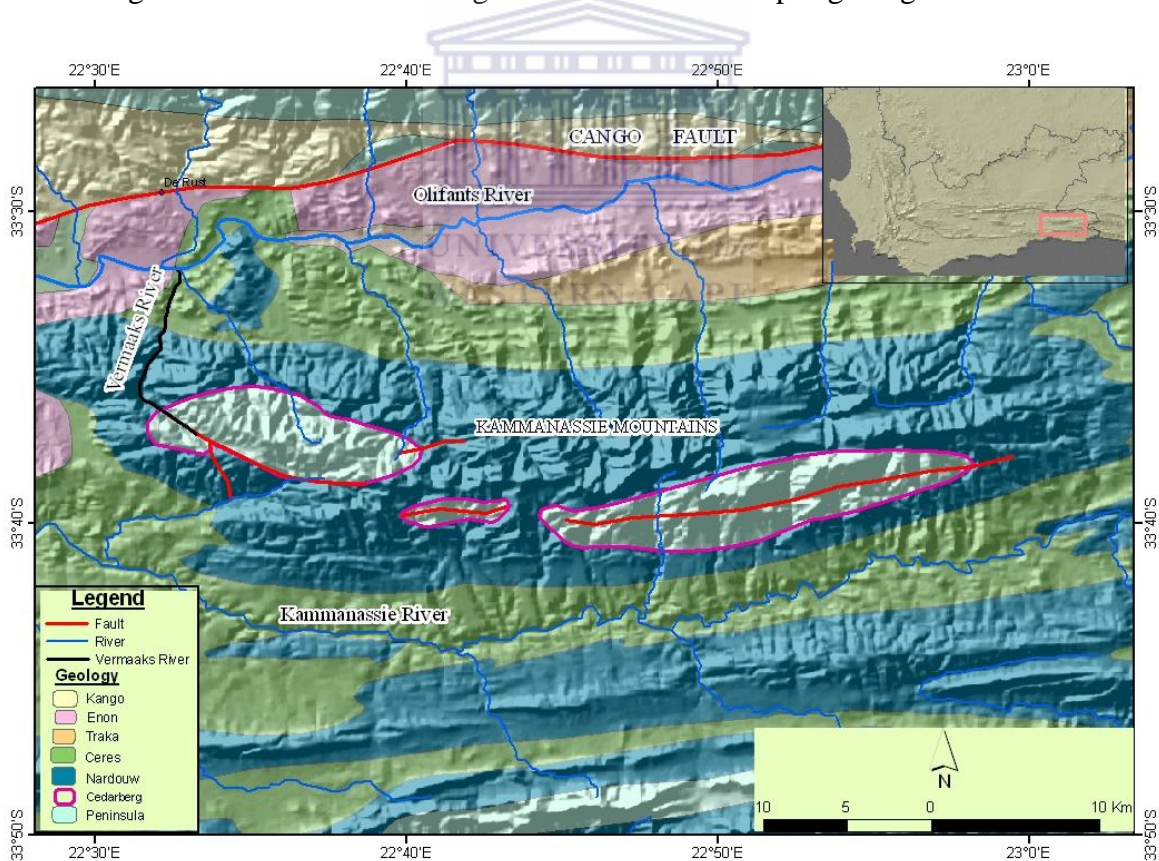 22°30'E 22°40'E 22°50'E 23°0'E
CANGO FAULT
De Rust
Olifants River
33°30'S 33°30'S
UNIVERSITY
WESTERN CAPE
Vermaaks River
KAMMANASSIE MOUNTAINS
33°40'S 33°40'S
Kammanassie River
Legend
Fault
River
Vermaaks River
Geology
Kango
Enon
Traka
Ceres
Nardouw
Cedarberg
Peninsula
N
10 5 0 10 Km
33°50'S 33°50'S
22°30'E 22°40'E 22°50'E 23°0'E